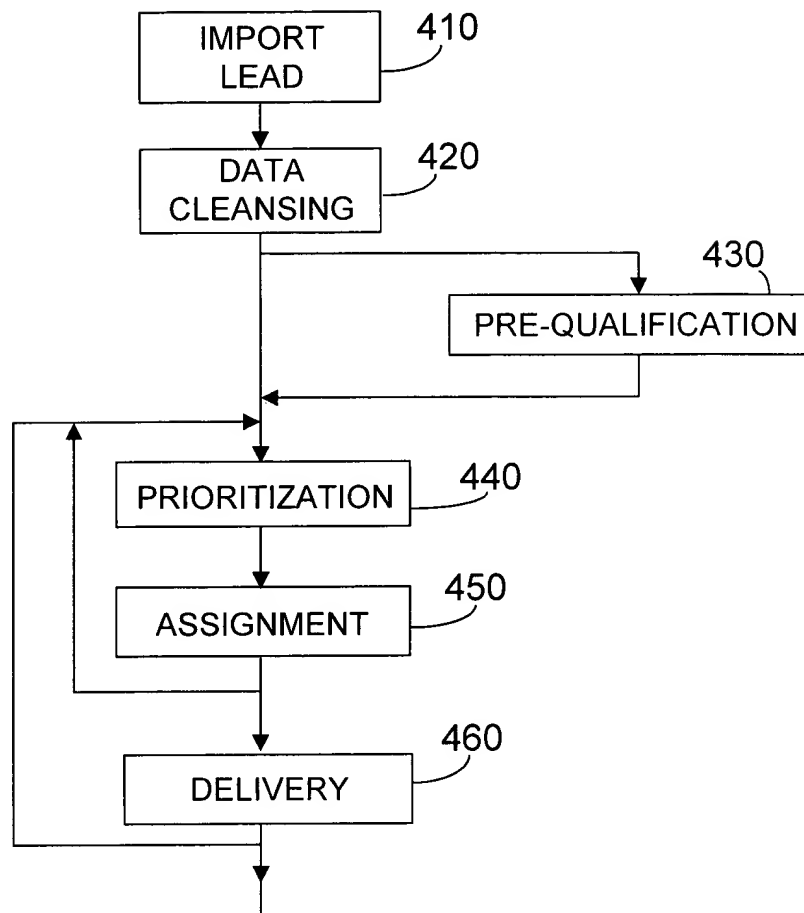 IMPORT
LEAD
410
DATA
CLEANSING
420
430
PRE-QUALIFICATION
PRIORITIZATION
440
ASSIGNMENT
450
DELIVERY
460